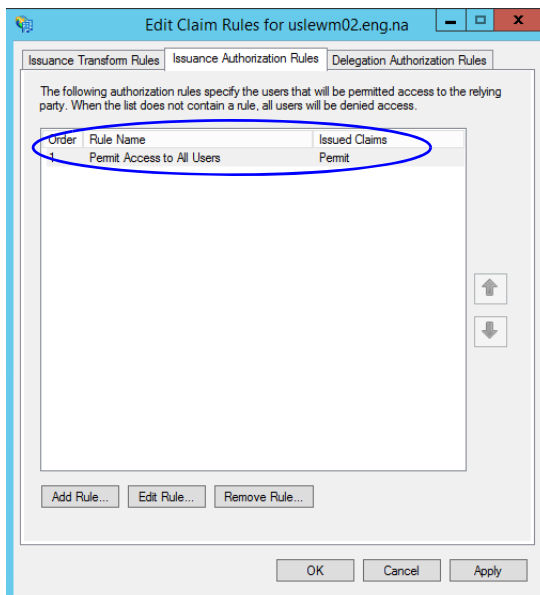 Edit Claim Rules for uslewm02.eng.na
Issuance Transform Rules Issuance Authorization Rules Delegation Authorization Rules
The following authorization rules specify the users that will be permitted access to the relying
party. When the list does not contain a rule, all users will be denied access.
Order Rule Name Issued Claims
1 Permit Access to All Users Permit
Add Rule... Edit Rule... Remove Rule...
OK Cancel Apply